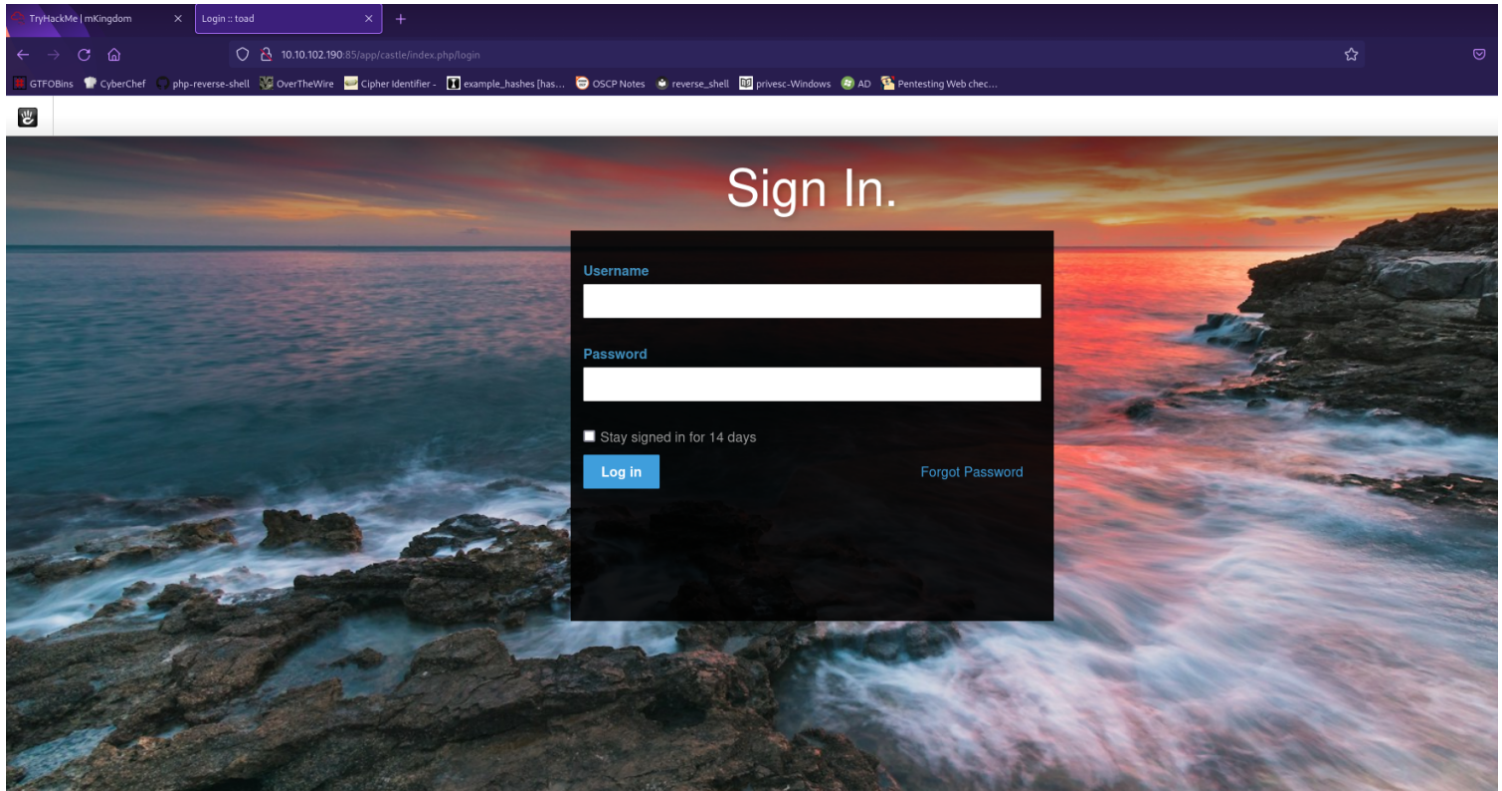 TryHackMe | mKingdom
Login :: toad
10.10.102.190:85/app/castle/index.php/login
GTFOBins CyberChef php-reverse-shell OverTheWire Cipher Identifier - example_hashes [has... OSCP Notes reverse_shell privesc-Windows AD Pentesting Web chec...
Sign In.
Username
Password
Stay signed in for 14 days
Log in Forgot Password